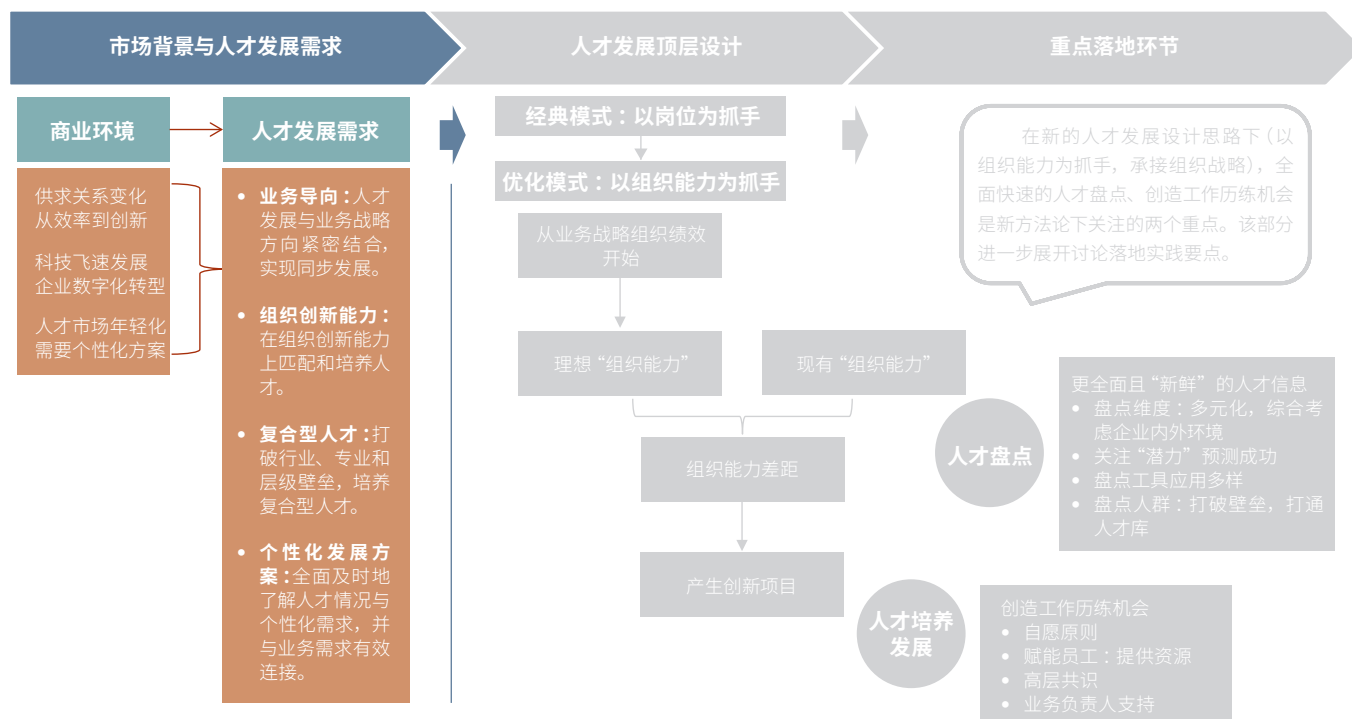 市场背景与人才发展需求
人才发展顶层设计
重点落地环节
商业环境
人才发展需求
供求关系变化
从效率到创新
科技飞速发展
企业数字化转型
人才市场年轻化
需要个性化方案
• 业务导向：人才
发展与业务战略
方向紧密结合，
实现同步发展。
• 组织创新能力：
在组织创新能力
上匹配和培养人
才。
• 复合型人才：打
破行业、专业和
层级壁垒，培养
复合型人才。
• 个性化发展方
案：全面及时地
了解人才情况与
个性化需求，并
与业务需求有效
连接。
经典模式：以岗位为抓手
优化模式：以组织能力为抓手
从业务战略组织绩效
开始
理想“组织能力”
现有“组织能力”
组织能力差距
产生创新项目
在新的人才发展设计思路下（以
组织能力为抓手，承接组织战略），全
面快速的人才盘点、创造工作历练机会
是新方法论下关注的两个重点。该部分
进一步展开讨论落地实践要点。
人才盘点
更全面且“新鲜”的人才信息
• 盘点维度：多元化，综合考
虑企业内外环境
• 关注“潜力”预测成功
• 盘点工具应用多样
• 盘点人群：打破壁垒，打通
人才库
人才培养
发展
创造工作历练机会
• 自愿原则
• 赋能员工：提供资源
• 高层共识
• 业务负责人支持